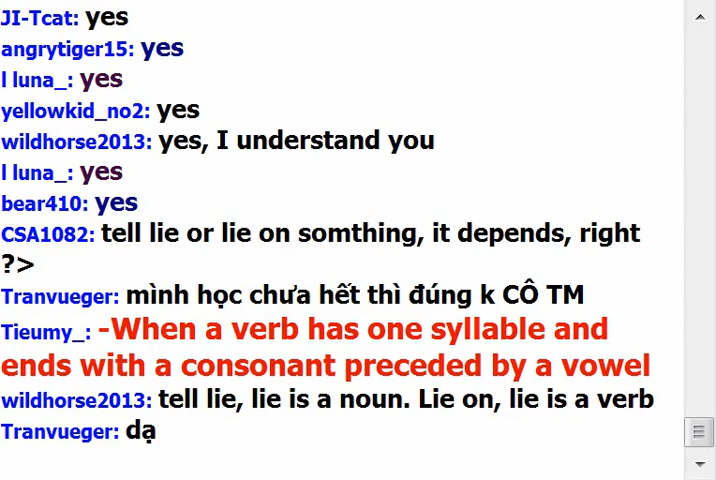 JI-Tcat: yes
angrytiger15: yes
l luna_: yes
yellowkid_no2: yes
wildhorse2013: yes, I understand you
l luna_: yes
bear410: yes
CSA1082: tell lie or lie on somthing, it depends, right
?>
Tranvueger: mình học chưa hết thì đúng k CÔ TM
Tieumy_: -When a verb has one syllable and
ends with a consonant preceded by a vowel
wildhorse2013: tell lie, lie is a noun. Lie on, lie is a verb
Tranvueger: dạ